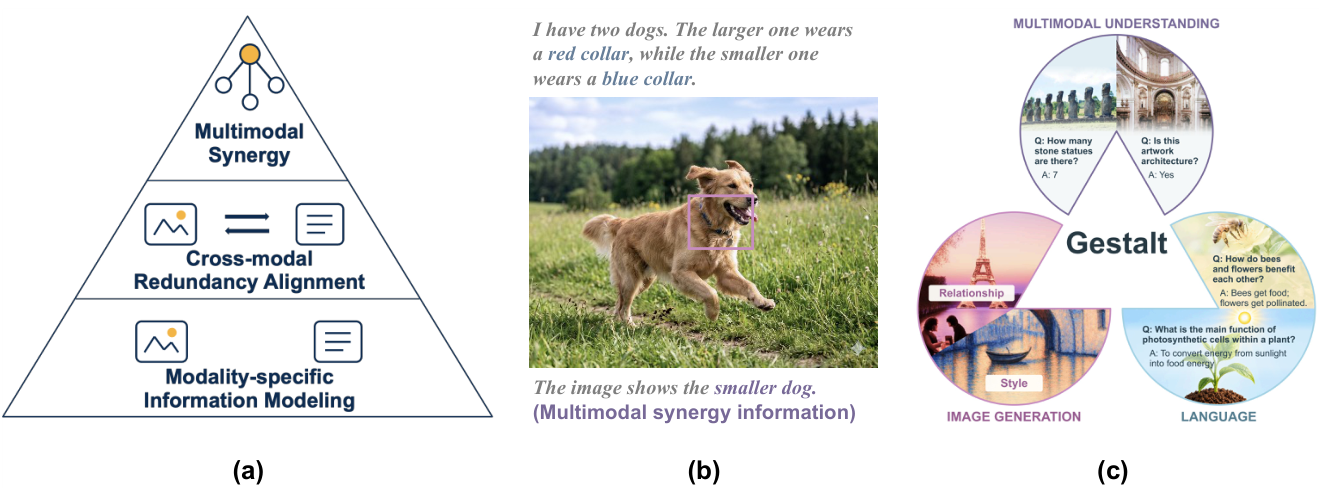 Multimodal
Synergy
Cross-modal
Redundancy Alignment
Modality-specific
Information Modeling
(a)
I have two dogs. The larger one wears
a red collar, while the smaller one
wears a blue collar.
The image shows the smaller dog.
(Multimodal synergy information)
(b)
MULTIMODAL UNDERSTANDING
Q: How many
stone statues
are there?
A: 7
Q: Is this
artwork
architecture?
A: Yes
Gestalt
Relationship
Style
IMAGE GENERATION
Q: How do bees
and flowers benefit
each other?
A: Bees get food;
flowers get pollinated.
Q: What is the main function of
photosynthetic cells within a plant?
A: To convert energy from sunlight
into food energy
LANGUAGE
(c)